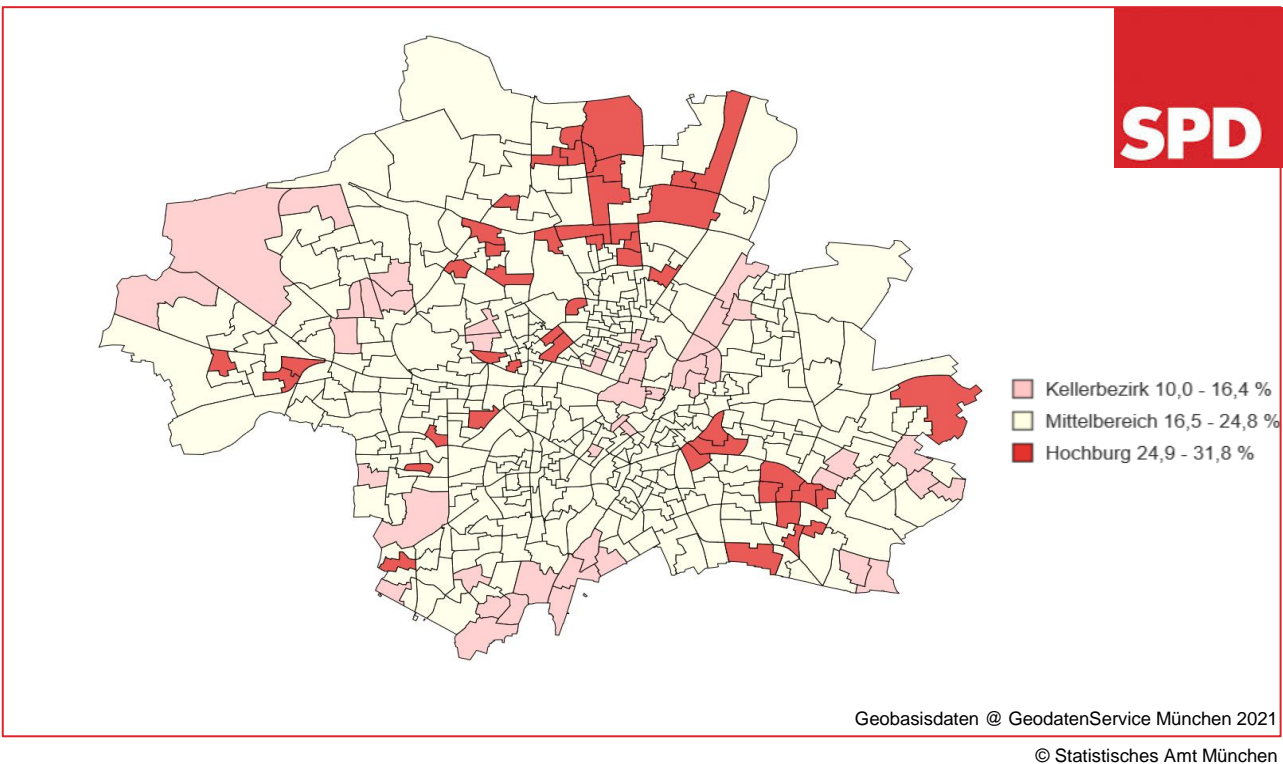 SPD
Kellerbezirk 10,0 - 16,4 %
Mittelbereich 16,5 - 24,8 %
Hochburg 24,9 - 31,8 %
Geobasisdaten @ GeodatenService München 2021
© Statistisches Amt München